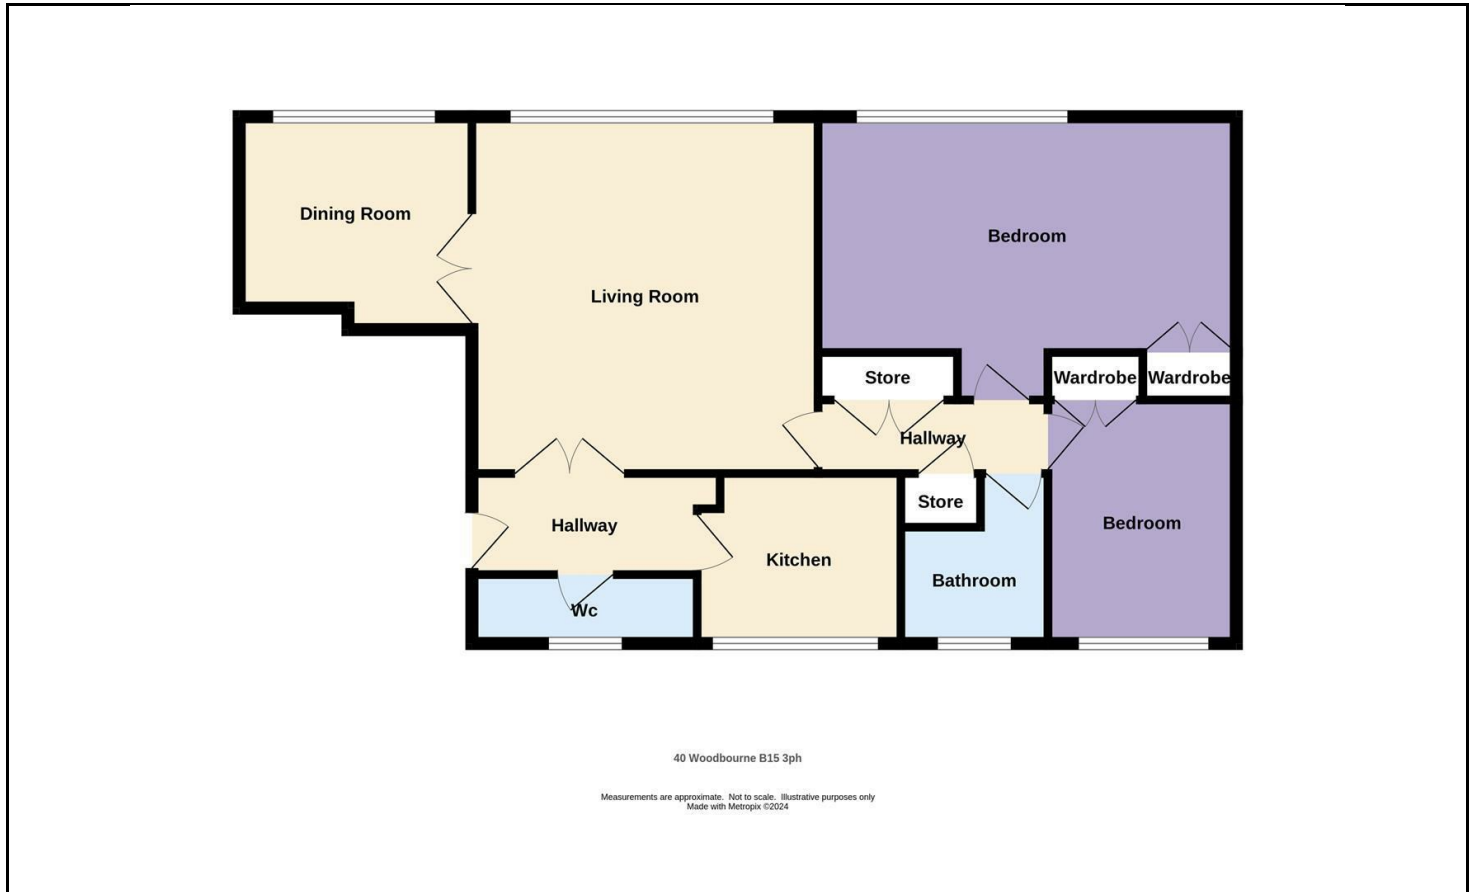 Dining Room
Living Room
Bedroom
Store
Wardrobe
Wardrobe
Hallway
Store
Hallway
Kitchen
Bathroom
Bedroom
Wc
40 Woodbourne B15 3ph
Measurements are approximate. Not to scale. Illustrative purposes only
Made with Metropix ©2024